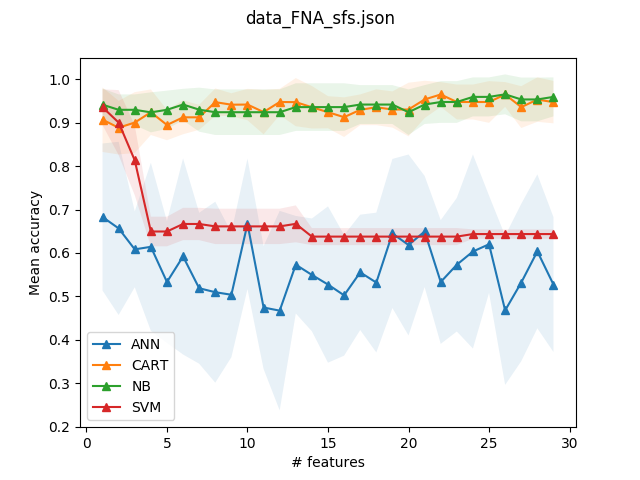 data_FNA_sfs.json
1.0
0.9
0.8
0.7
0.6
0.5
0.4
0.3
0.2
Mean accuracy
ANN
CART
NB
SVM
0 5 10 15 20 25 30
# features